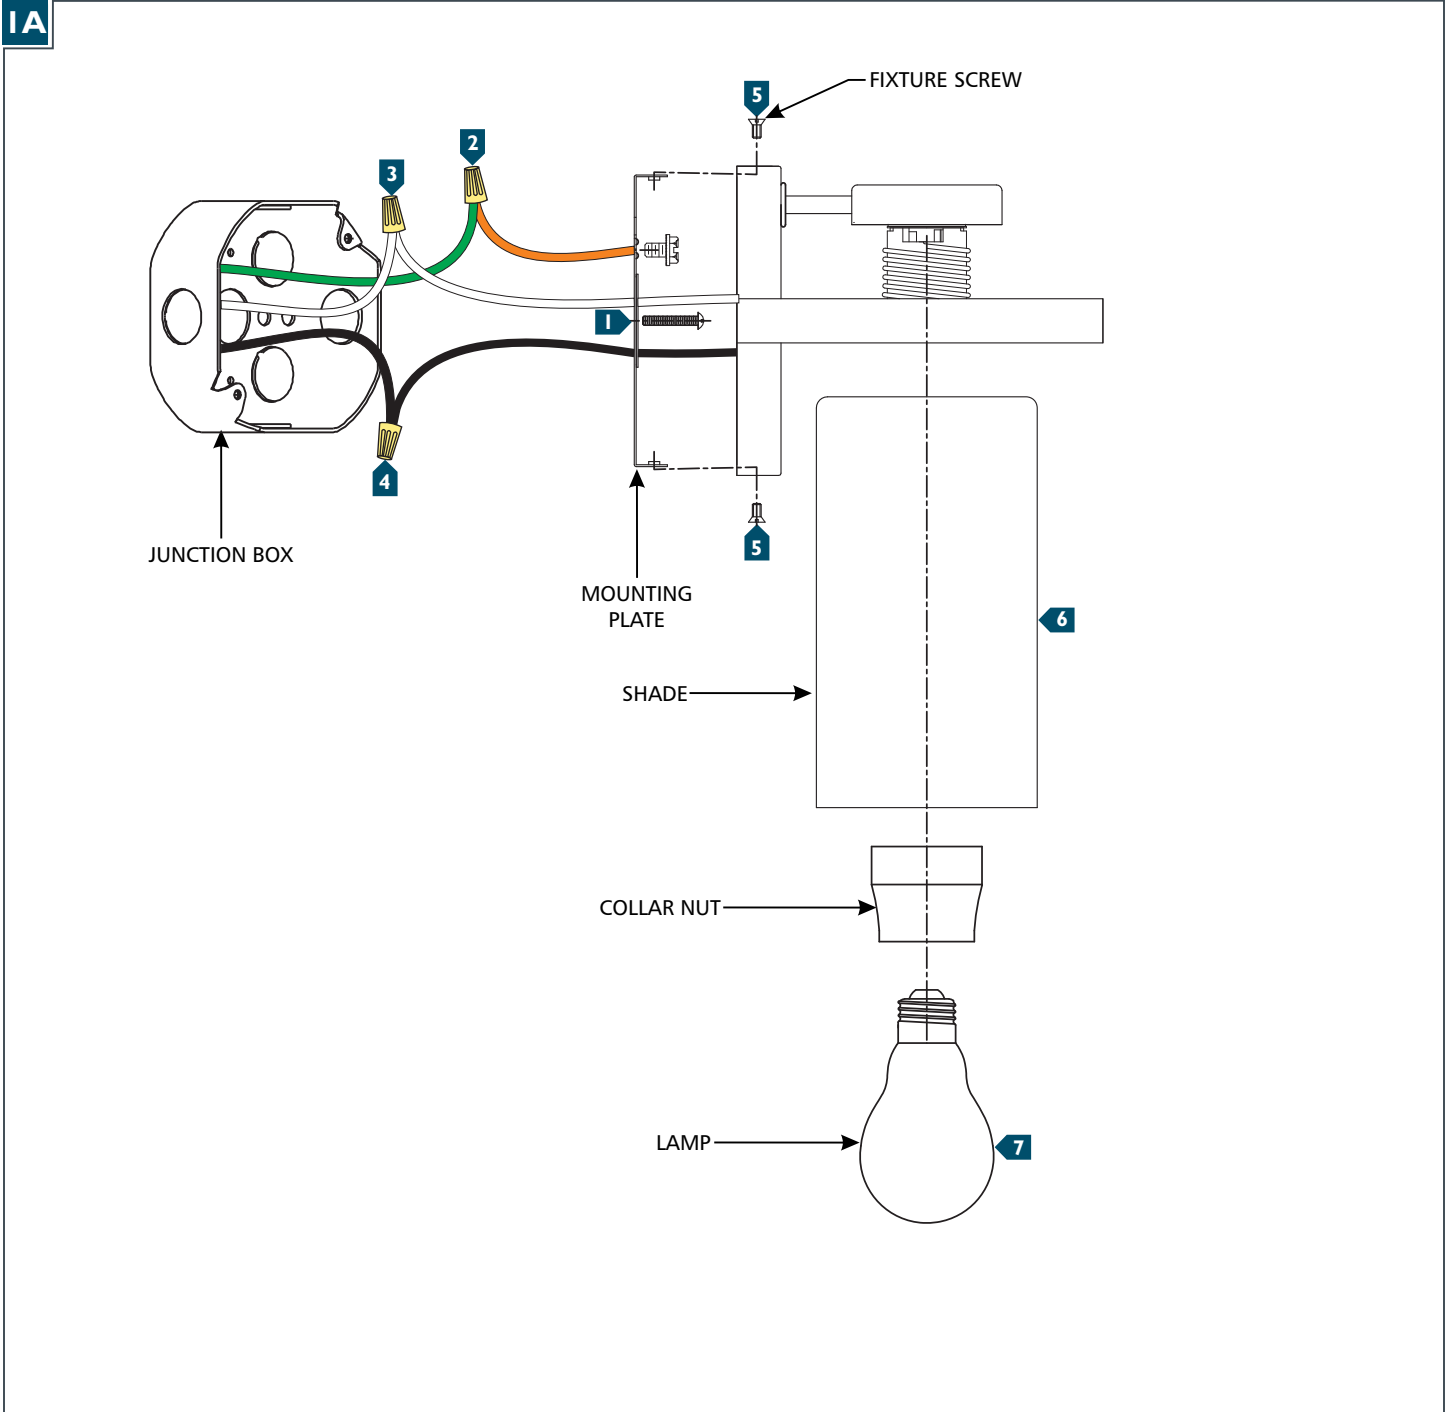 1A
5
FIXTURE SCREW
2
3
1
4
JUNCTION BOX
5
MOUNTING
PLATE
6
SHADE
COLLAR NUT
LAMP
7